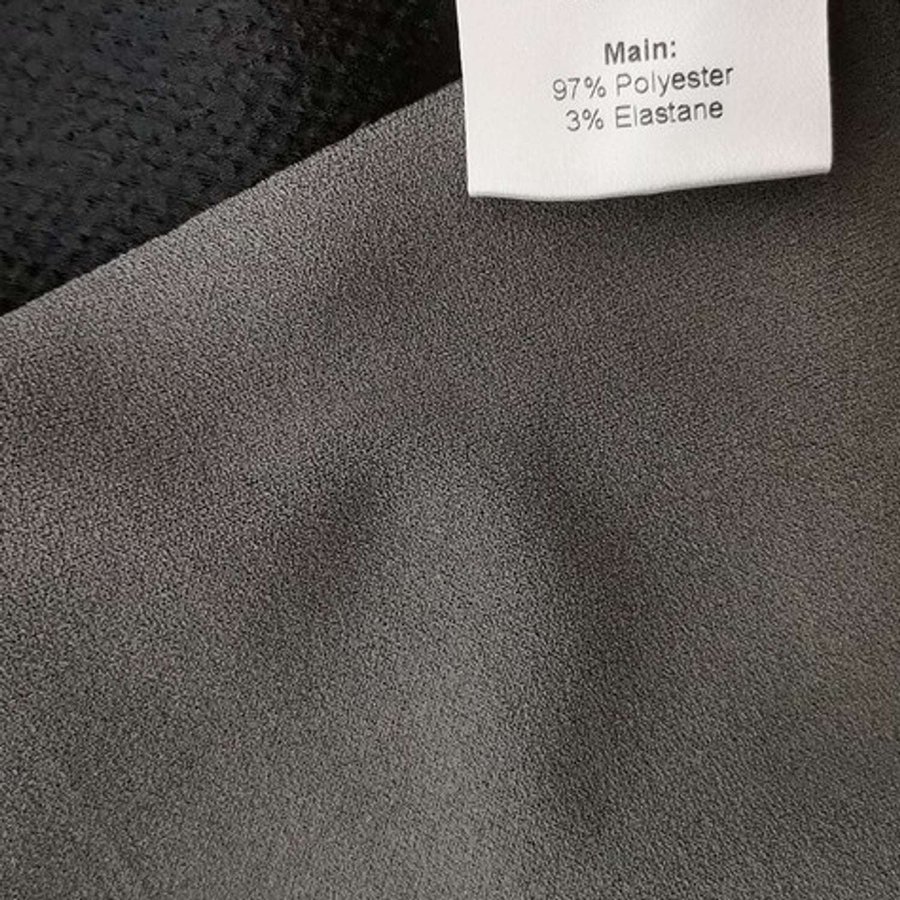 Main:
97% Polyester
3% Elastane